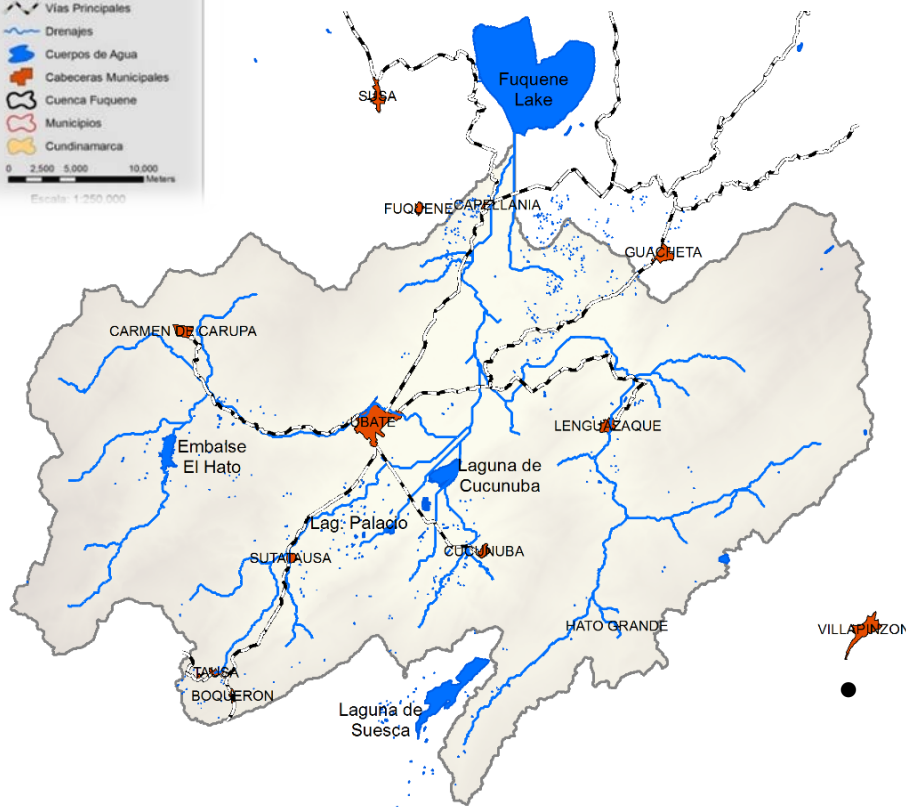 Vías Principales
Drenajes
Cuerpos de Agua
Cabeceras Municipales
Cuenca Fuquene
Municipios
Cundinamarca
0 2,500 5,000 10,000
Meters
Escala: 1:250.000
Fuquene
Lake
SUSA
FUQUENE
CAPELLANIA
GUACHETA
CARMEN DE CARUPA
UBATE
LENGUAZAQUE
Embalse
El Hato
Laguna de
Cucunuba
Lag. Palacio
SUTATAUSA
CUCUNUBA
HATO GRANDE
VILLAPINZON
TAUSA
BOQUERON
Laguna de
Suesca